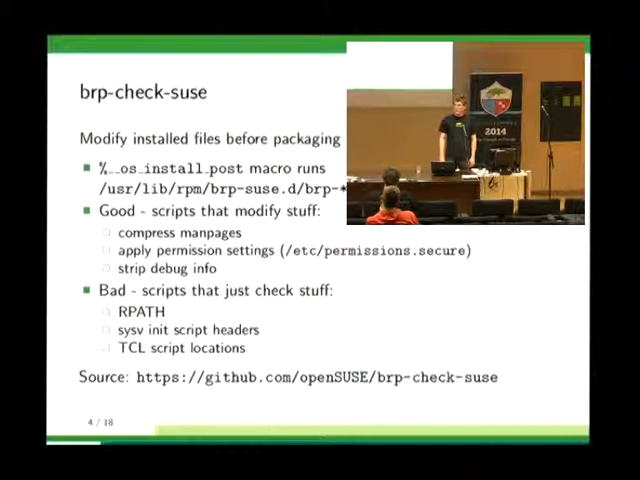 brp-check-suse
Modify installed files before packaging
%__os_install_post macro runs
/usr/lib/rpm/brp-suse.d/brp-*
Good - scripts that modify stuff:
compress manpages
apply permission settings (/etc/permissions.secure)
strip debug info
Bad - scripts that just check stuff:
RPATH
sysv init script headers
TCL script locations
Source: https://github.com/openSUSE/brp-check-suse
4 / 18
2014